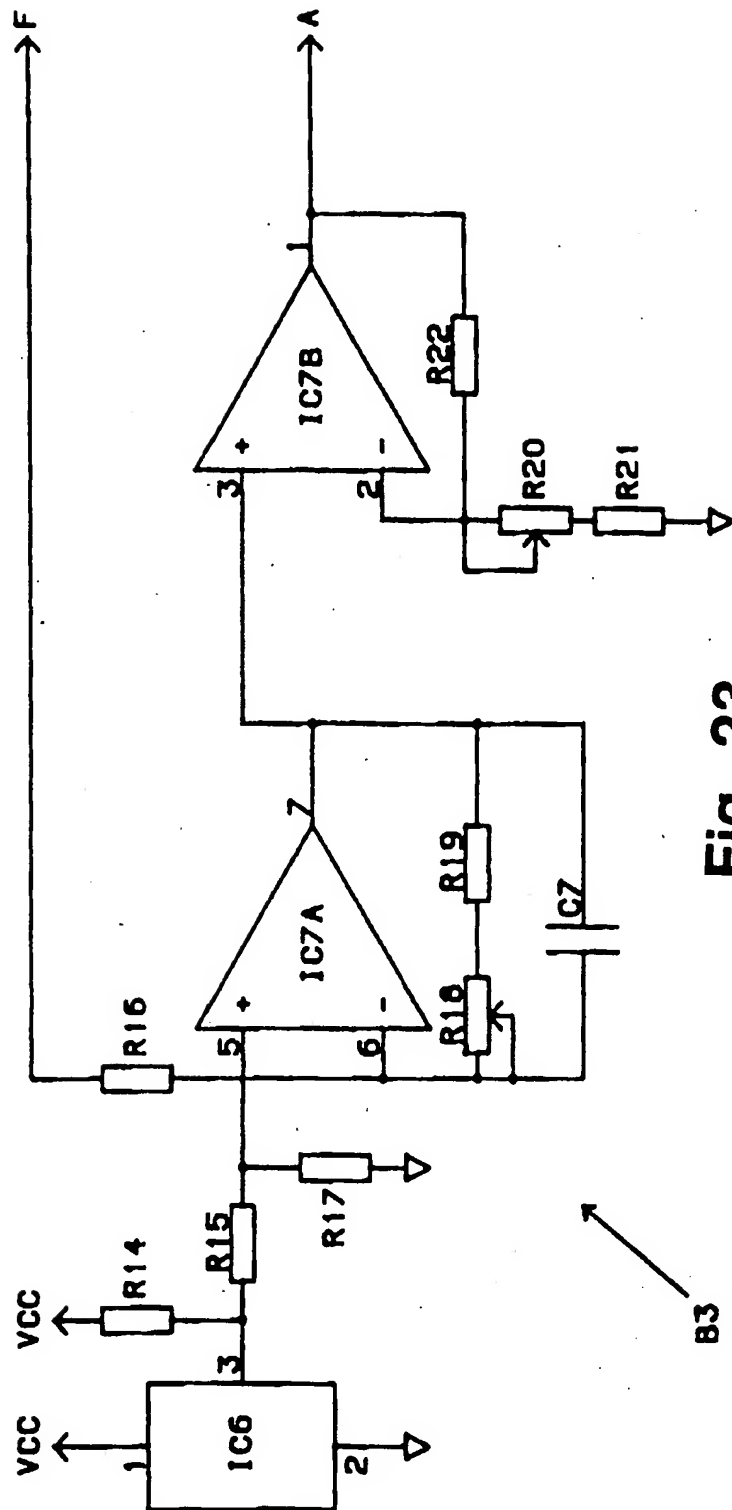 F
VCC
VCC
R14
R16
1
IC6
3
R15
5
+
IC7A
7
6
-
3
+
IC7B
1
A
2
-
2
R17
R18
R19
C7
R22
R20
R21
B3
Fig